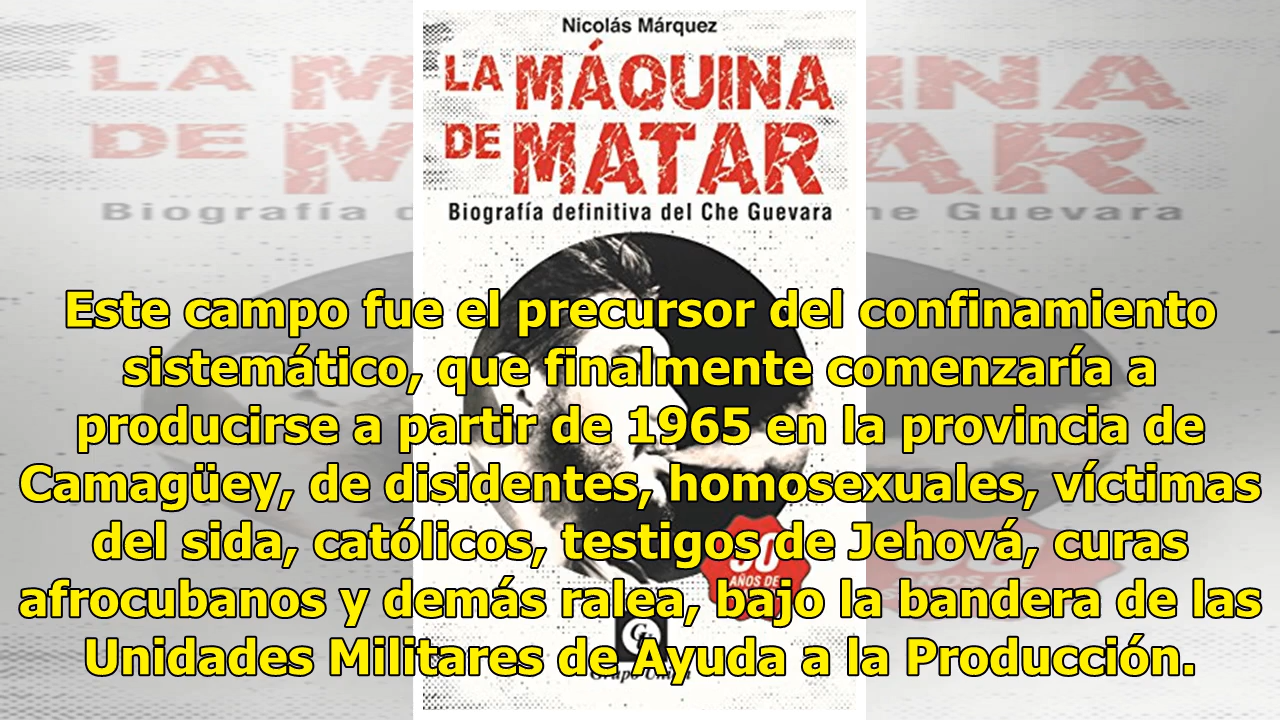 Nicolás Márquez
LA MÁQUINA
DE MATAR
Biografía definitiva del Che Guevara
Este campo fue el precursor del confinamiento
sistemático, que finalmente comenzaría a
producirse a partir de 1965 en la provincia de
Camagüey, de disidentes, homosexuales, víctimas
del sida, católicos, testigos de Jehová, curas
afrocubanos y demás ralea, bajo la bandera de las
Unidades Militares de Ayuda a la Producción.
AÑOS DE